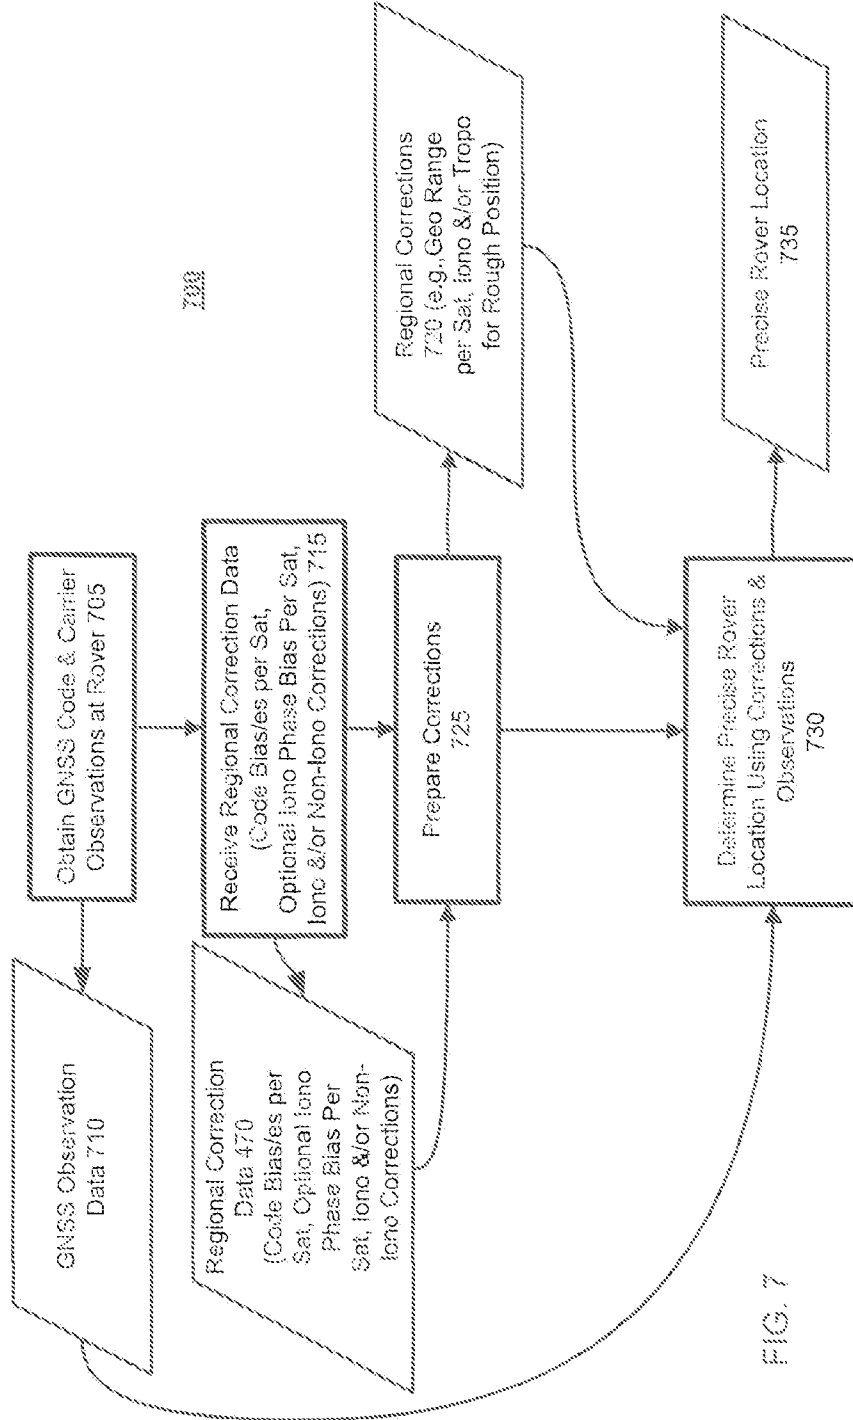 700
Obtain GNSS Code & Carrier
Observations at Rover 705
GNSS Observation
Data 710
Receive Regional Correction Data
(Code Bias/es per Sat,
Optional Iono Phase Bias Per Sat,
Iono &/or Non-Iono Corrections) 715
Regional Correction
Data 470
(Code Bias/es per
Sat, Optional Iono
Phase Bias Per
Sat, Iono &/or Non-
Iono Corrections)
Prepare Corrections
725
Regional Corrections
720 (e.g.,Geo Range
per Sat, Iono &/or Tropo
for Rough Position)
Determine Precise Rover
Location Using Corrections &
Observations
730
Precise Rover Location
735
FIG. 7